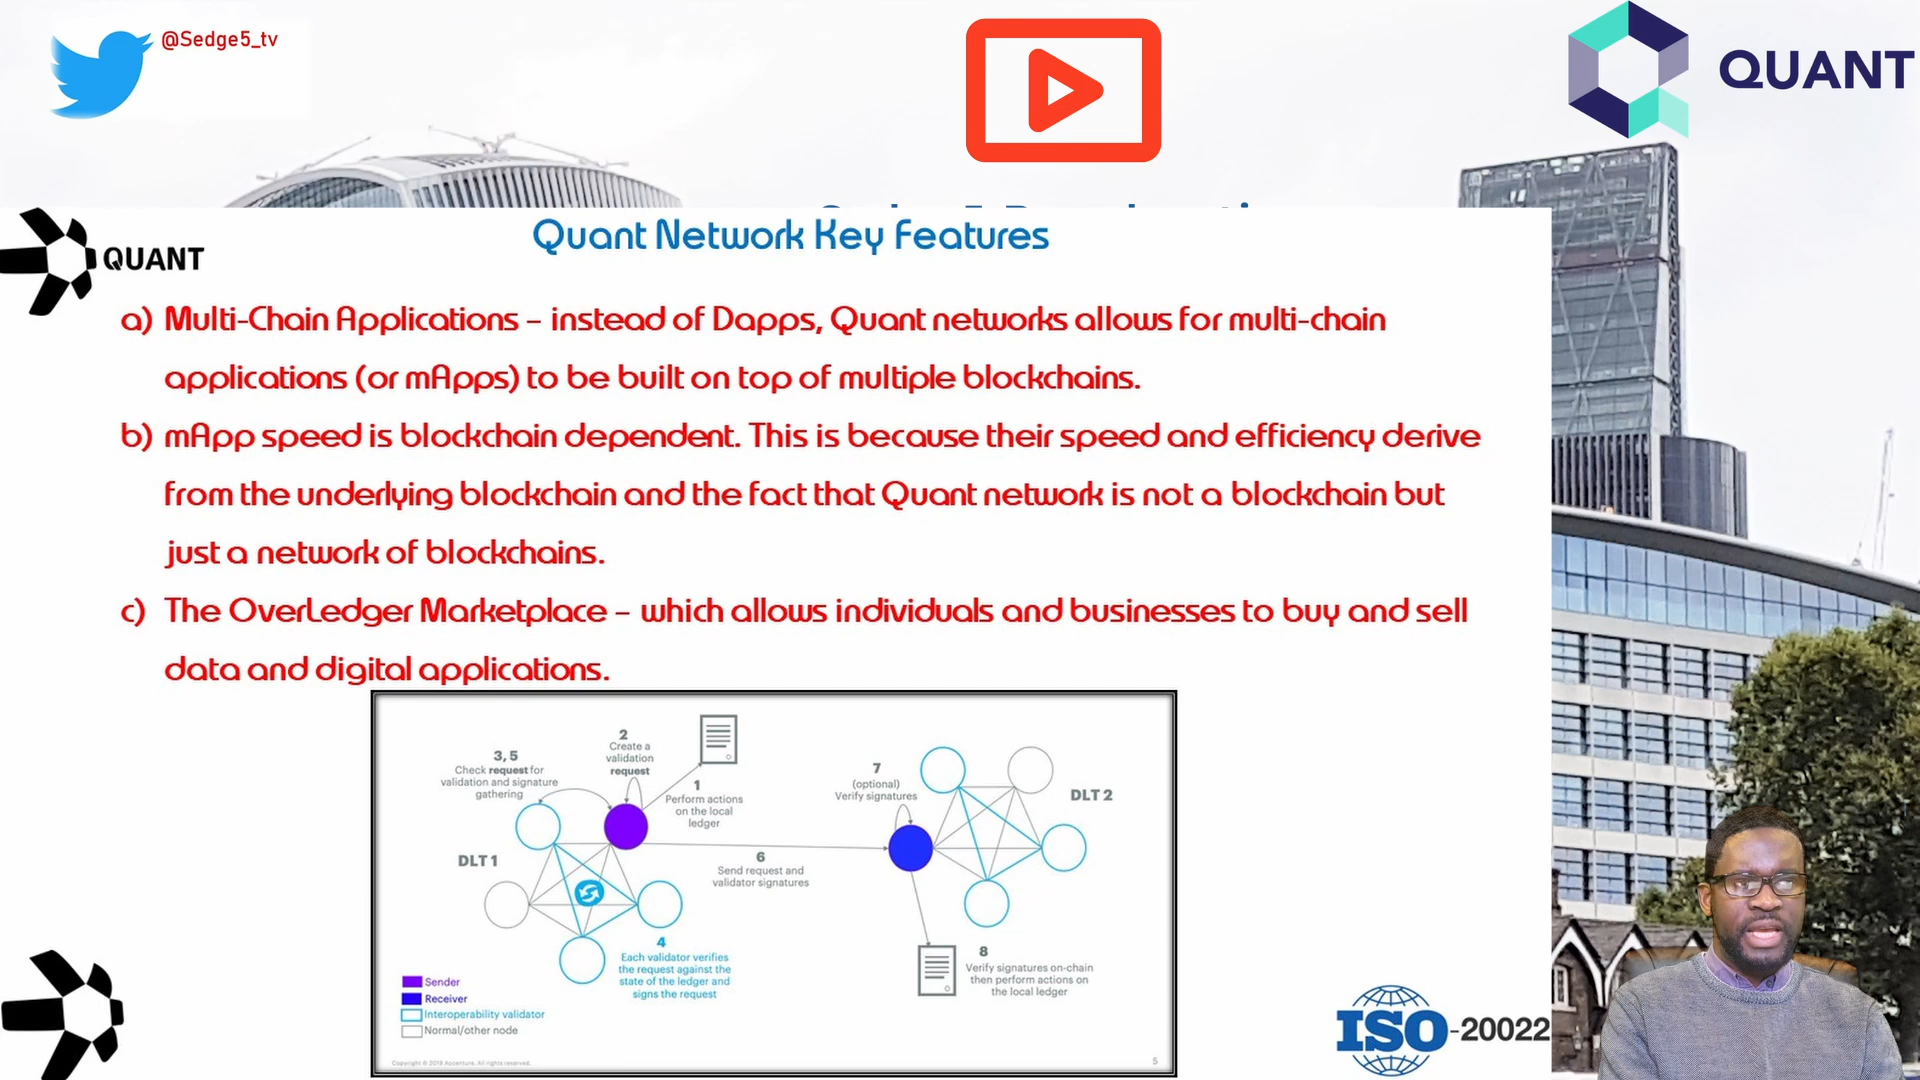 @Sedge5_tv
QUANT
QUANT
Quant Network Key Features
a) Multi-Chain Applications – instead of Dapps, Quant networks allows for multi-chain
applications (or mApps) to be built on top of multiple blockchains.
b) mApp speed is blockchain dependent. This is because their speed and efficiency derive
from the underlying blockchain and the fact that Quant network is not a blockchain but
just a network of blockchains.
c) The OverLedger Marketplace – which allows individuals and businesses to buy and sell
data and digital applications.
3, 5
Check request for
validation and signature
gathering
2
Create a
validation
request
1
Perform actions
on the local
ledger
DLT 1
6
Send request and
validator signatures
4
Each validator verifies
the request against the
state of the ledger and
signs the request
7
(optional)
Verify signatures
DLT 2
8
Verify signatures on-chain
then perform actions on
the local ledger
Sender
Receiver
Interoperability validator
Normal/other node
Copyright © 2019 Accenture. All rights reserved.
5
ISO-20022